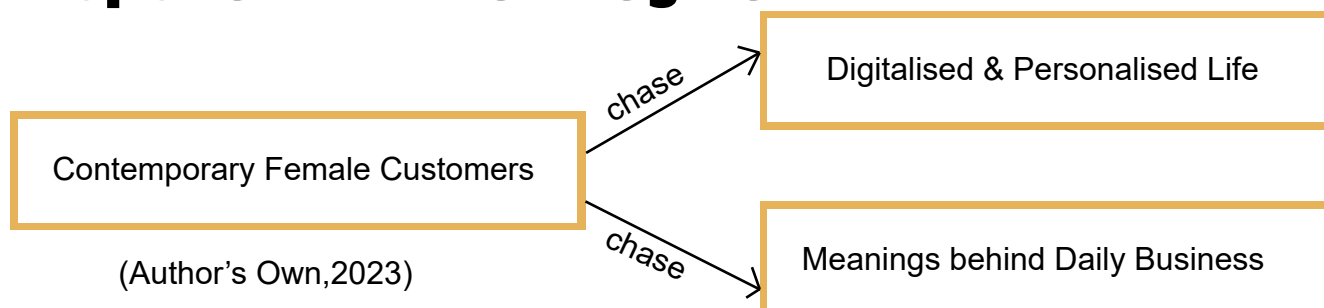 chase
Digitalised & Personalised Life
Contemporary Female Customers
chase
Meanings behind Daily Business
(Author’s Own,2023)